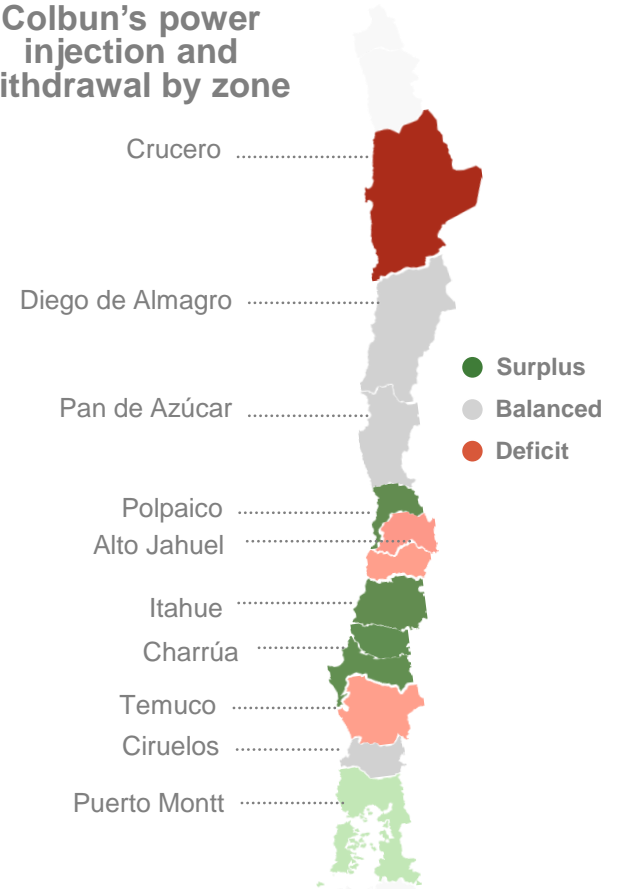 Colbun's power
injection and
ithdrawal by zone
Crucero
Diego de Almagro
Surplus
Pan de Azúcar
Balanced
Deficit
Polpaico
Alto Jahuel
Itahue
Charrúa
Temuco
Ciruelos
Puerto Montt